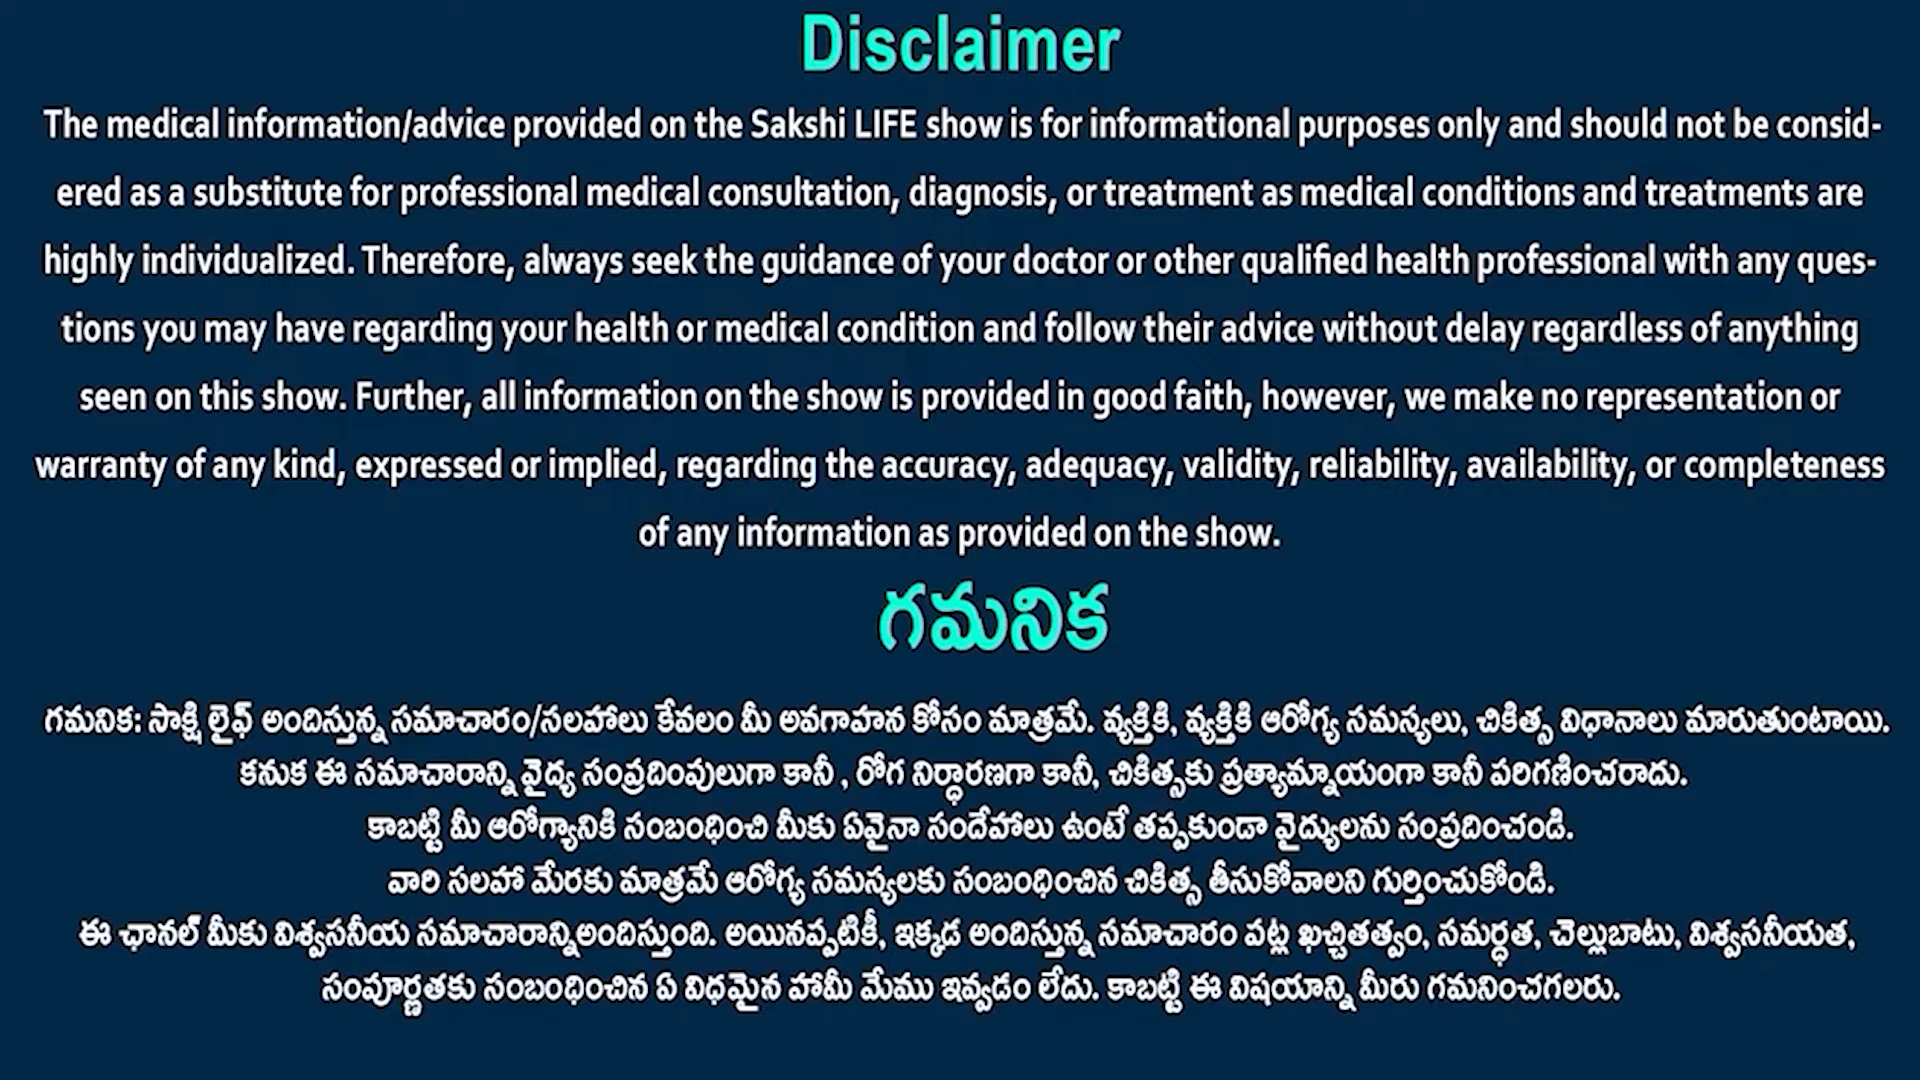 Disclaimer
The medical information/advice provided on the Sakshi LIFE show is for informational purposes only and should not be consid-
ered as a substitute for professional medical consultation, diagnosis, or treatment as medical conditions and treatments are
highly individualized. Therefore, always seek the guidance of your doctor or other qualified health professional with any ques-
tions you may have regarding your health or medical condition and follow their advice without delay regardless of anything
seen on this show. Further, all information on the show is provided in good faith, however, we make no representation or
warranty of any kind, expressed or implied, regarding the accuracy, adequacy, validity, reliability, availability, or completeness
of any information as provided on the show.
గమనిక
గమనిక: సాక్షి లైఫ్ అందిస్తున్న సమాచారం/సలహాలు కేవలం మీ అవగాహన కోసం మాత్రమే. వ్యక్తికి, వ్యక్తికి ఆరోగ్య సమస్యలు, చికిత్స విధానాలు మారుతుంటాయి.
కనుక ఈ సమాచారాన్ని వైద్య సంప్రదింపులుగా కానీ , రోగ నిర్ధారణగా కానీ, చికిత్సకు ప్రత్యామ్నాయంగా కానీ పరిగణించరాదు.
కాబట్టి మీ ఆరోగ్యానికి సంబంధించి మీకు ఏవైనా సందేహాలు ఉంటే తప్పకుండా వైద్యులను సంప్రదించండి.
వారి సలహా మేరకు మాత్రమే ఆరోగ్య సమస్యలకు సంబంధించిన చికిత్స తీసుకోవాలని గుర్తించుకోండి.
ఈ ఛానల్ మీకు విశ్వసనీయ సమాచారాన్నిఅందిస్తుంది. అయినప్పటికీ, ఇక్కడ అందిస్తున్న సమాచారం పట్ల ఖచ్చితత్వం, సమర్ధత, చెల్లుబాటు, విశ్వసనీయత,
సంపూర్ణతకు సంబంధించిన ఏ విధమైన హామీ మేము ఇవ్వడం లేదు. కాబట్టి ఈ విషయాన్ని మీరు గమనించగలరు.